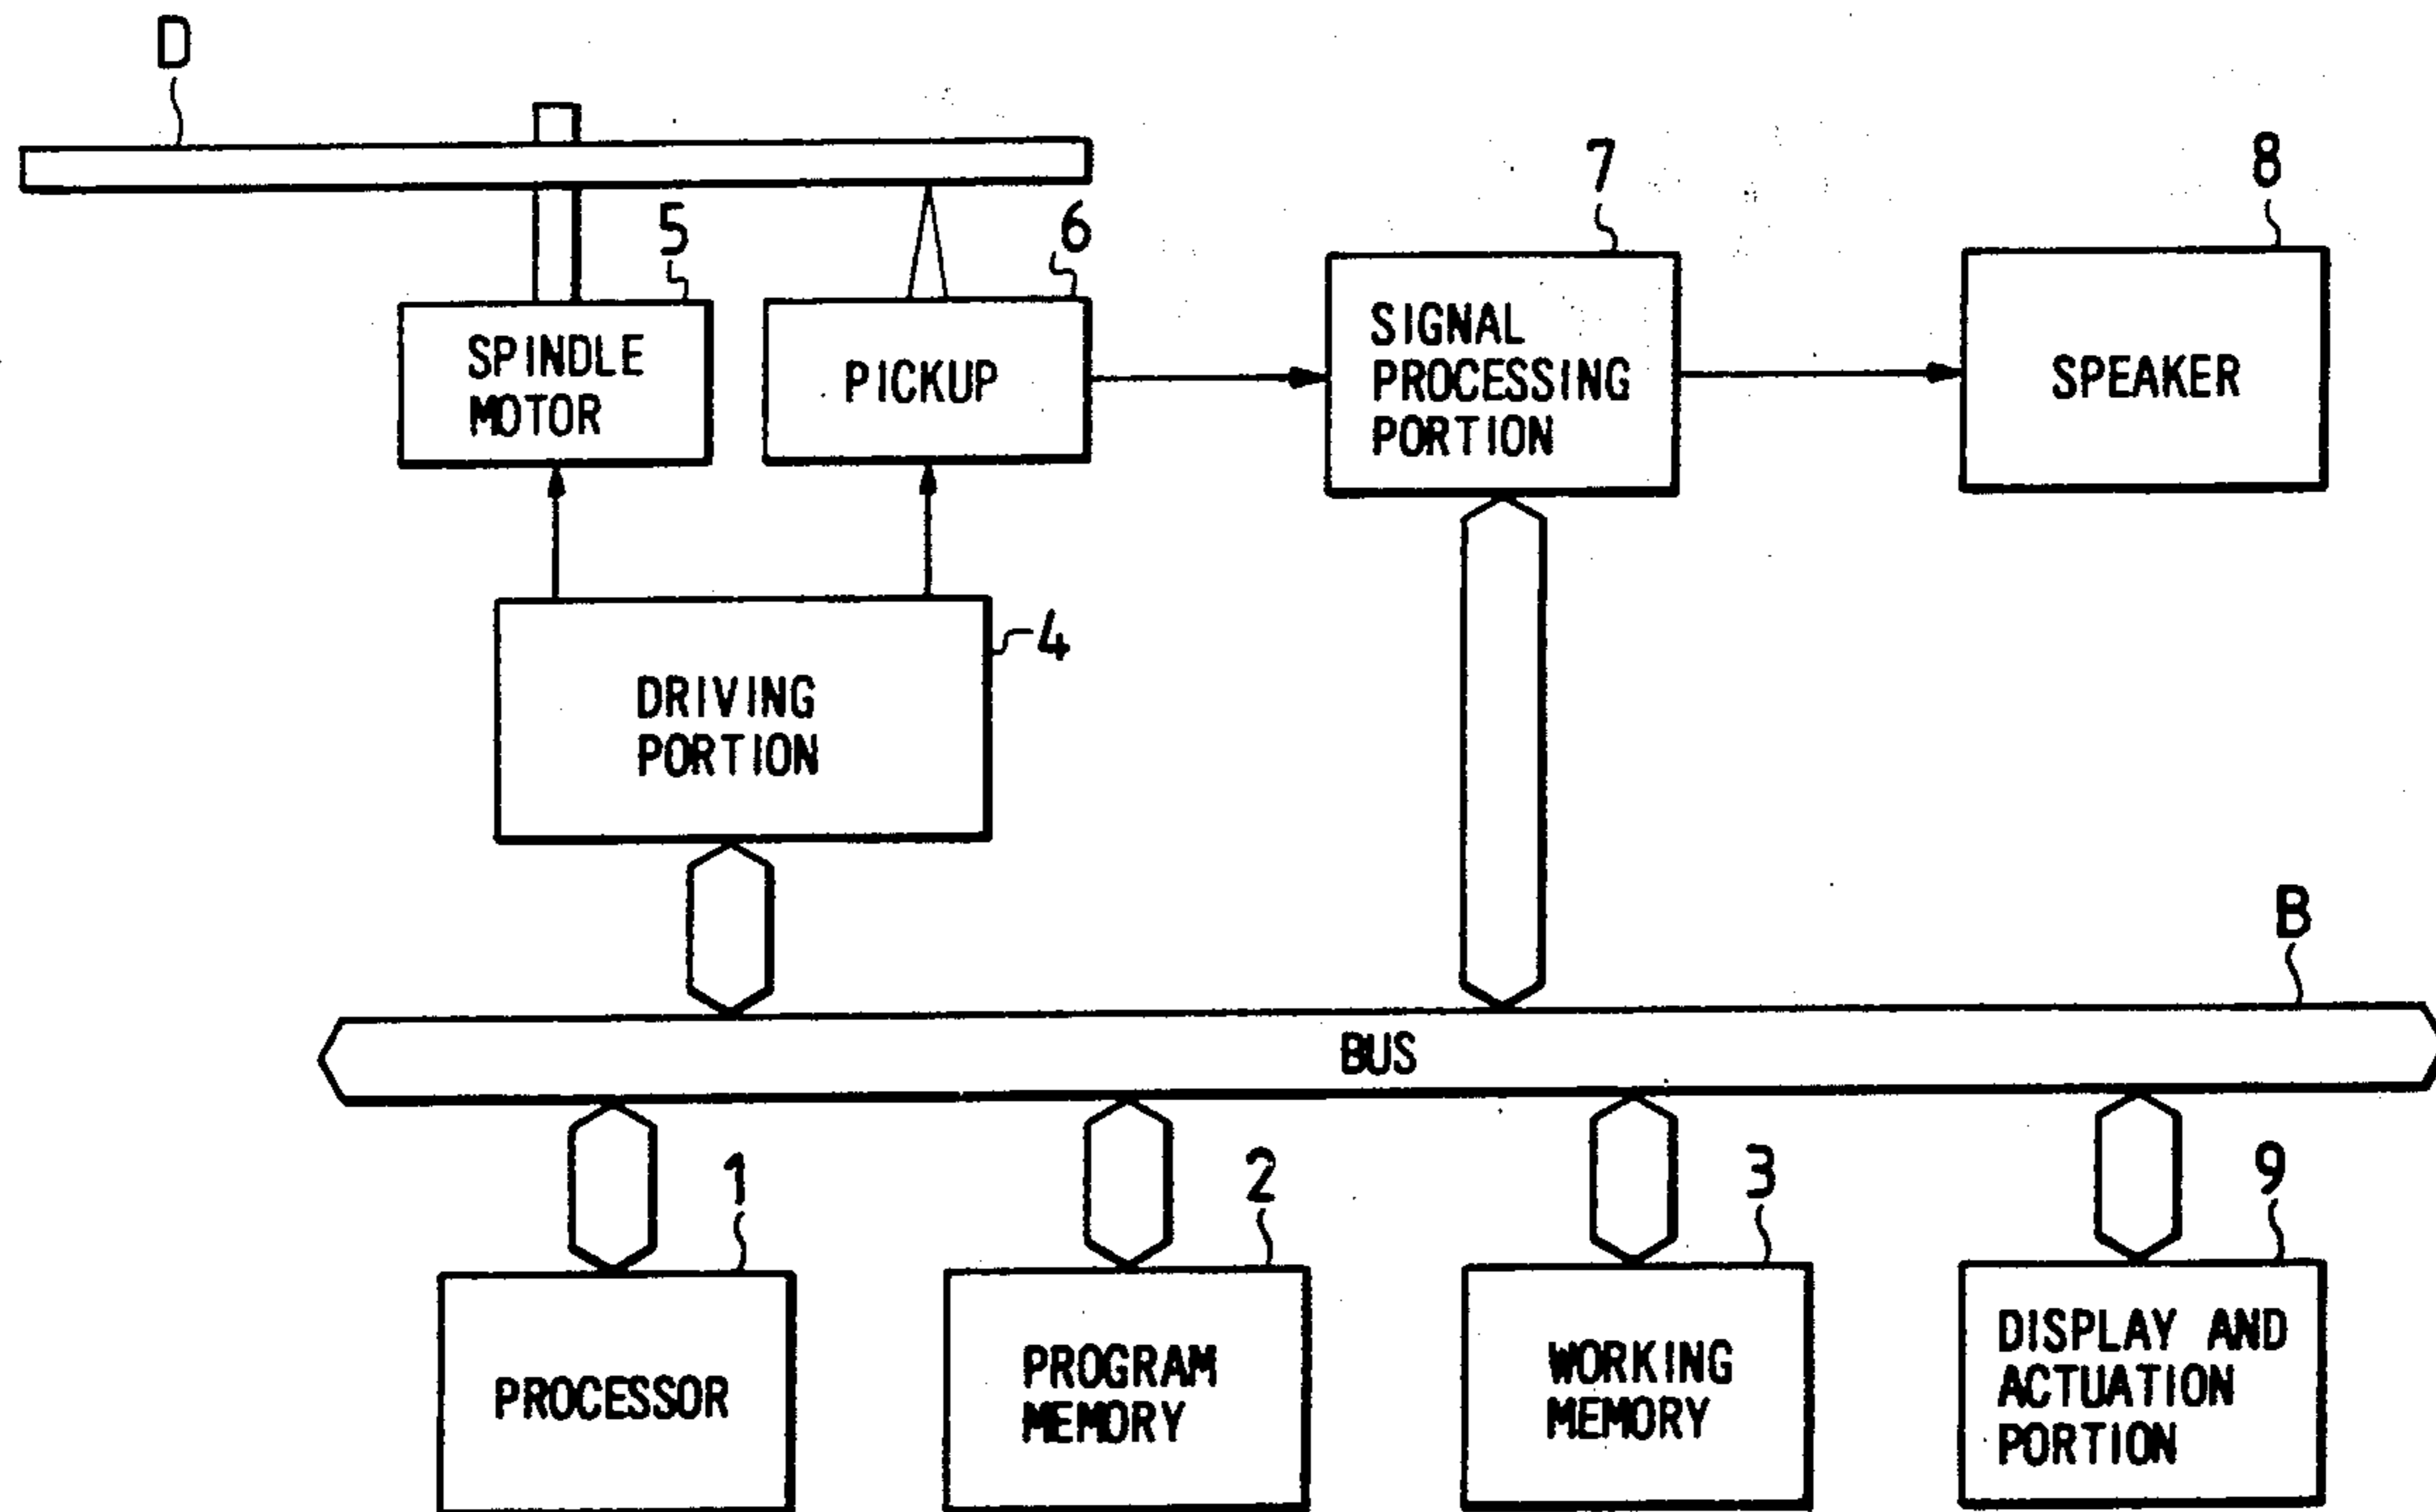 D
5
6
7
8
SPINDLE
MOTOR
PICKUP
SIGNAL
PROCESSING
PORTION
SPEAKER
4
DRIVING
PORTION
B
BUS
1
2
3
9
PROCESSOR
PROGRAM
MEMORY
WORKING
MEMORY
DISPLAY AND
ACTUATION
PORTION